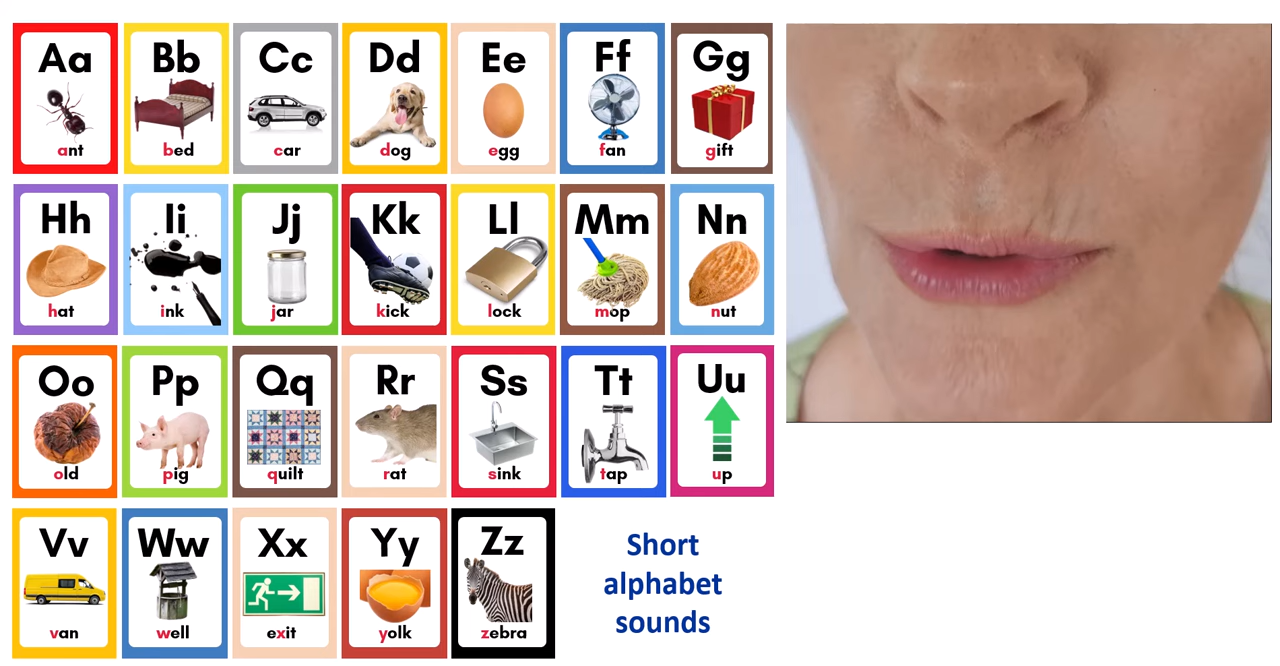 Aa Bb Cc Dd Ee Ff Gg
ant bed car dog egg fan gift
Hh Ii Jj Kk Ll Mm Nn
hat ink jar kick lock mop nut
Oo Pp Qq Rr Ss Tt Uu
old pig quilt rat sink tap up
Vv Ww Xx Yy Zz
van well exit yolk zebra
Short
alphabet
sounds